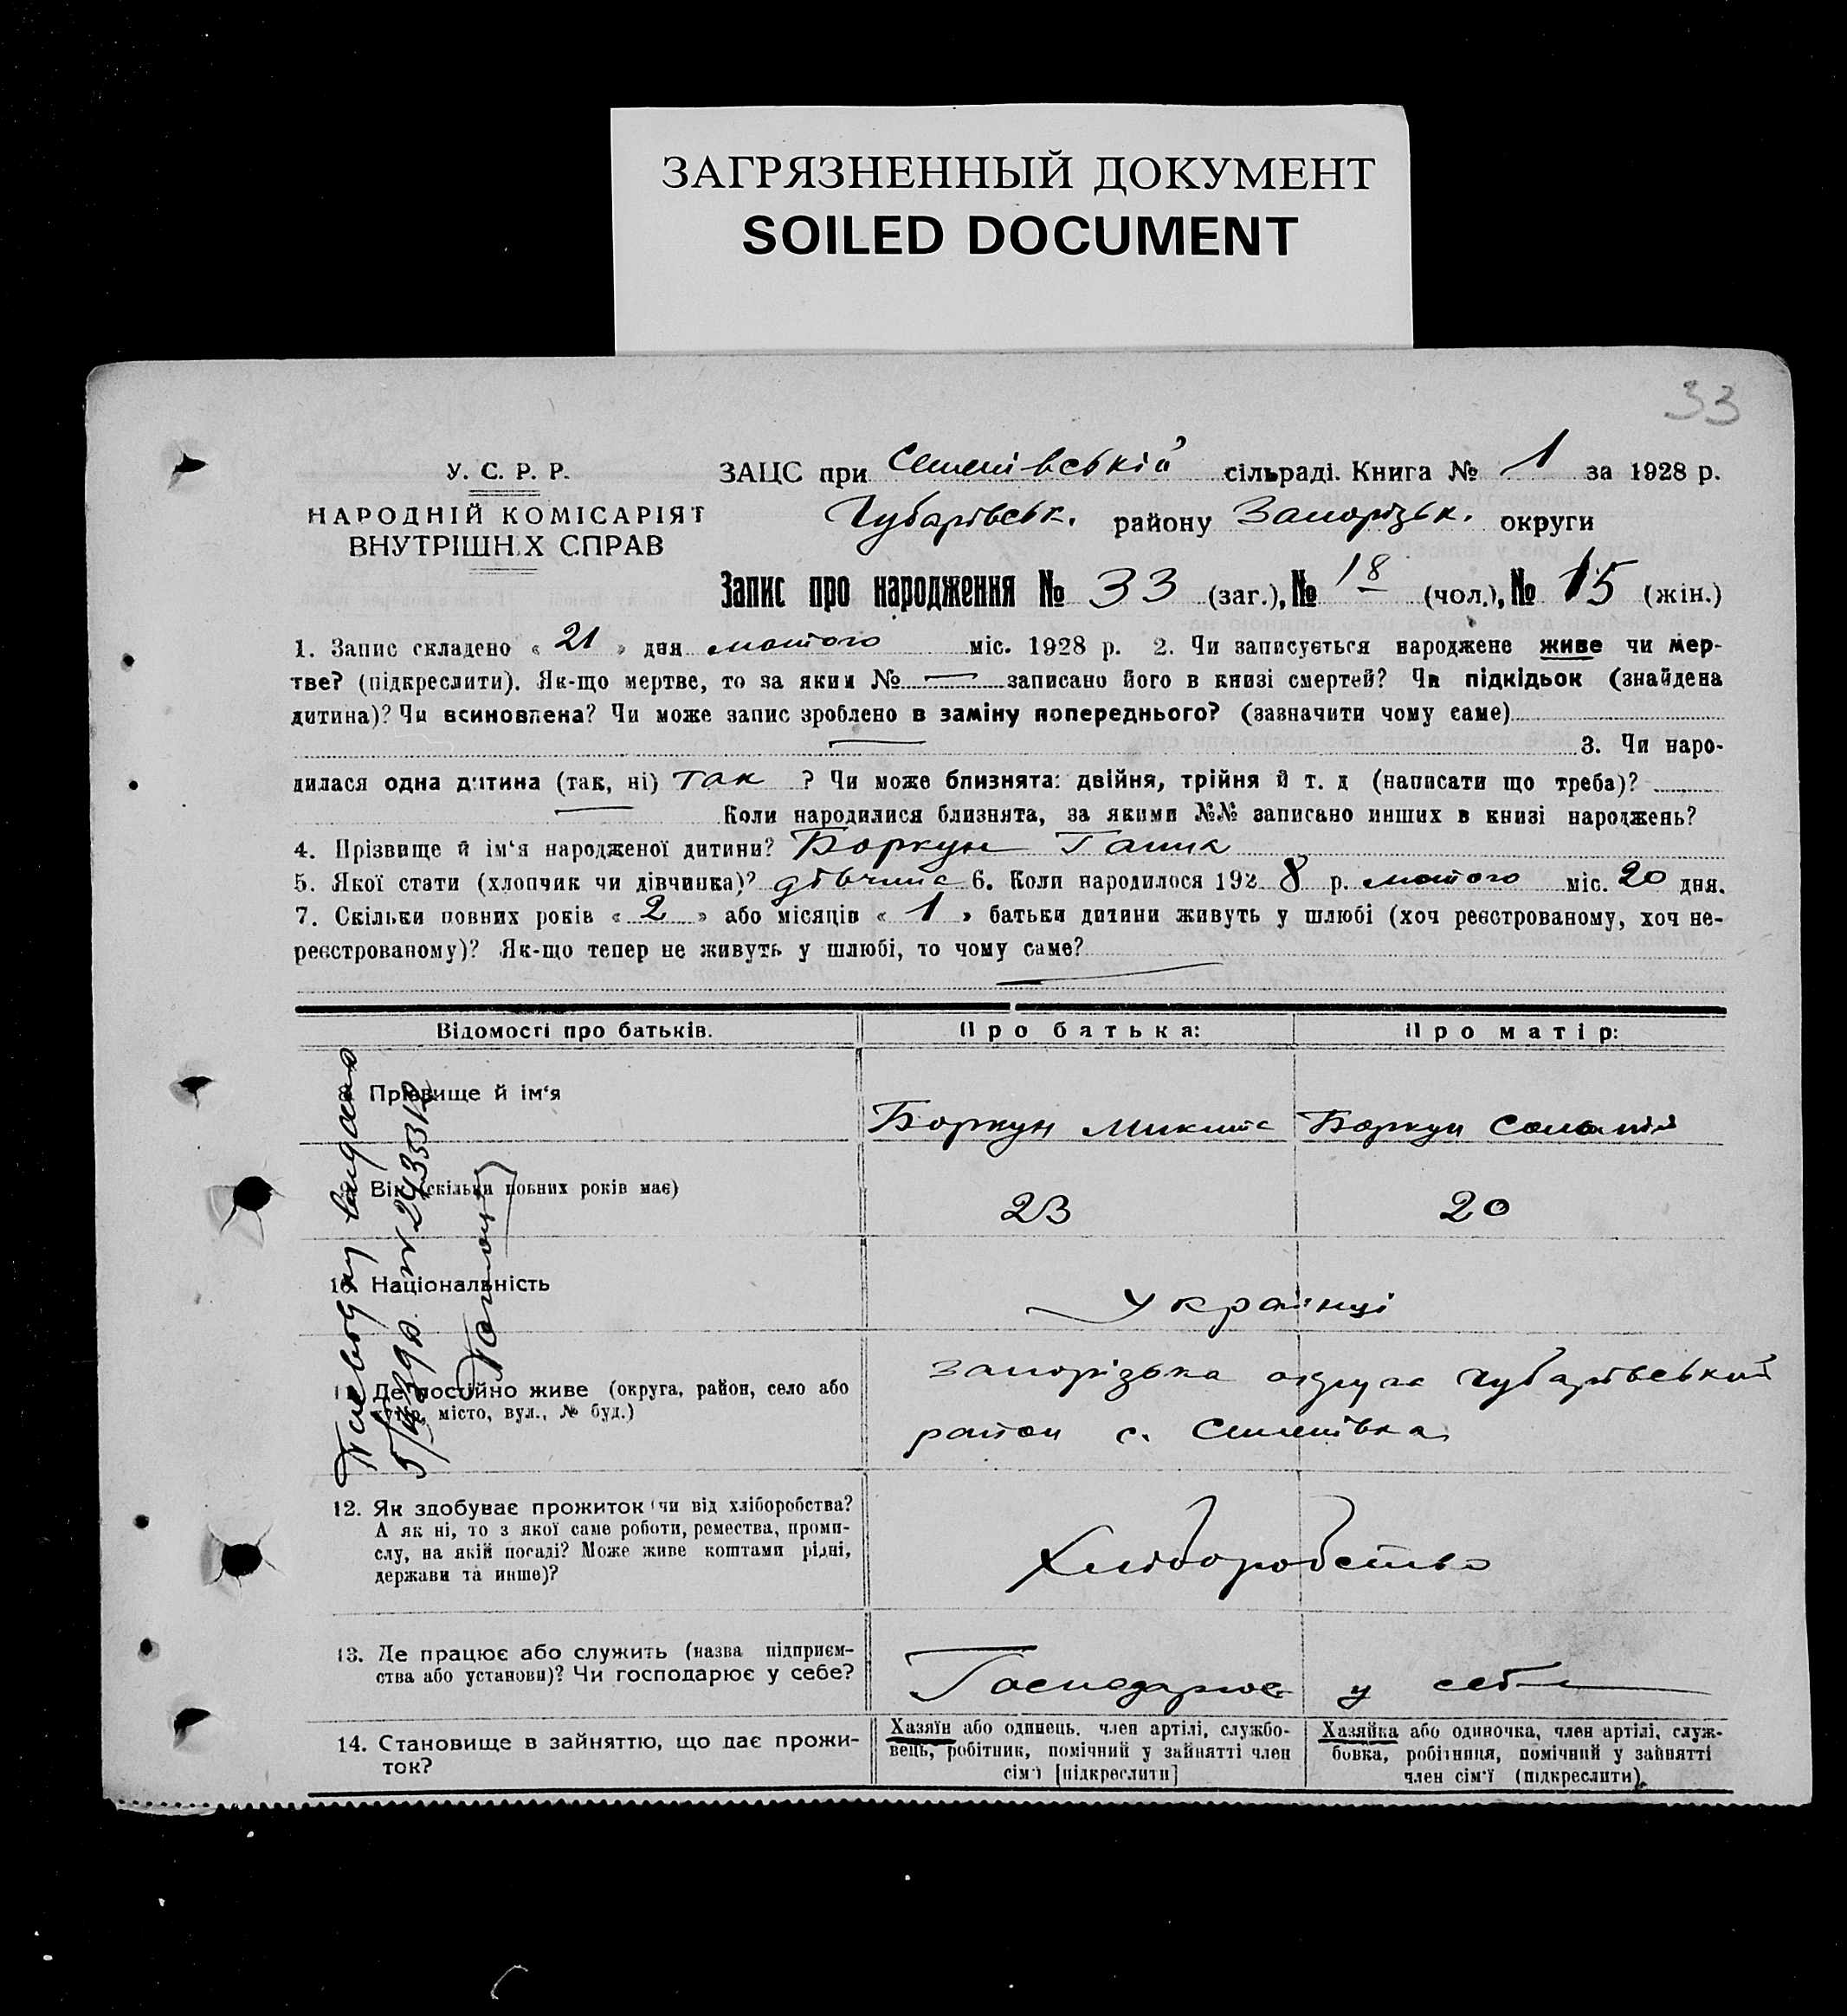 ЗАГРЯЗНЕННЫЙ ДОКУМЕНТ
SOILED DOCUMENT
33
У. С. Р. Р.
НАРОДНІЙ КОМІСАРІЯТ
ВНУТРІШНІХ СПРАВ
ЗАЦС при Семенівській сільраді. Книга № 1 за 1928 р.
Чубарівськ. району Запорізьк. округи
Запис про народження № 33 (заг.), № 18 (чол.), № 15 (жін.)
1. Запис складено « 21 » дня лютого міс. 1928 р. 2. Чи записується народжене живе чи мер-
тве? (підкреслити). Як-що мертве, то за яким № — записано його в книзі смертей? Чи підкідьок (знайдена
дитина)? Чи всиновлена? Чи може запис зроблено в заміну попереднього? (зазначити чому саме)
— 3. Чи наро-
дилася одна дитина (так, ні) так ? Чи може близнята: двійня, трійня й т. д (написати що треба)?
— Коли народилися близнята, за якими №№ записано инших в книзі народжень?
4. Прізвище й ім‘я народженої дитини? Боркун Ганна
5. Якої стати (хлопчик чи дівчинка)? дівчина 6. Коли народилося 192 8 р. лютого міс. 20 дня.
7. Скільки повних років « 2 » або місяців « 1 » батьки дитини живуть у шлюбі (хоч реєстрованому, хоч не-
реєстрованому)? Як-що тепер не живуть у шлюбі, то чому саме? —
Відомості про батьків. Про батька: Про матір:
8. Прізвище й ім‘я Боркун Микита Боркун Соломія
Вік (скільки повних років має) 23 20
10. Національність Українці
11. Де постійно живе (округа, район, село або
хутір, місто, вул., № буд.)
Запорізька округа Чубарівський
район с. Семенівка
12. Як здобуває прожиток (чи від хліборобства?
А як ні, то з якої саме роботи, ремества, проми-
слу, на якій посаді? Може живе коштами рідні,
держави та инше)?
Хліборобство
13. Де працює або служить (назва підприєм-
ства або установи)? Чи господарює у себе?
Господарює у себе
14. Становище в зайняттю, що дає прожи-
ток?
Хазяїн або одинець, член артілі, службо-
вець, робітник, помічний у зайнятті член
сім‘ї [підкреслити]
Хазяйка або одиночка, член артілі, служ-
бовка, робітниця, помічний у зайнятті
член сім‘ї (підкреслити)